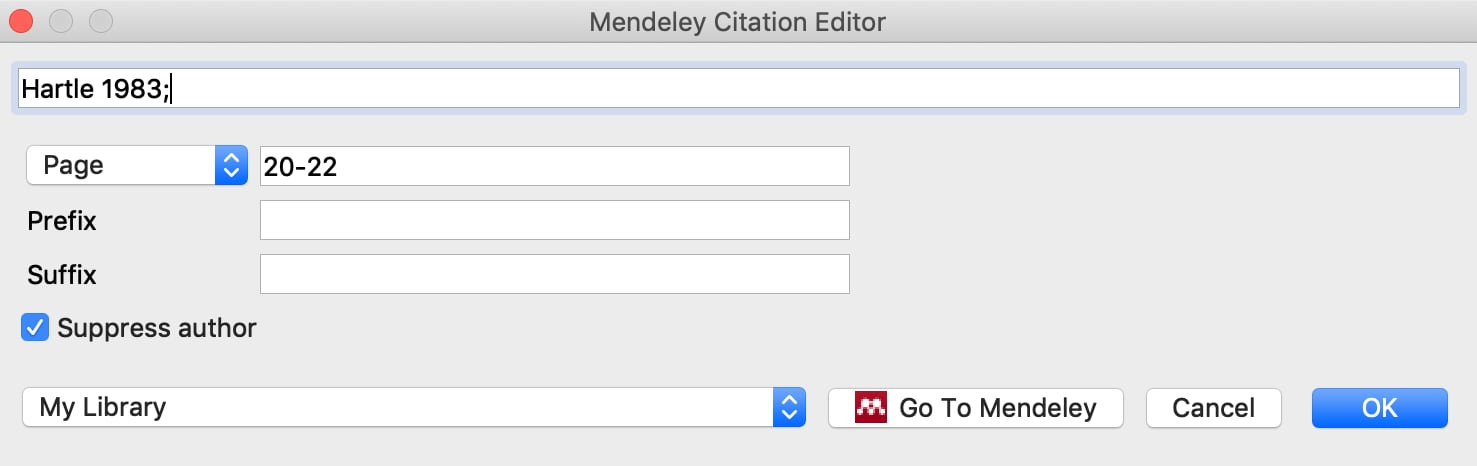 Mendeley Citation Editor
Hartle 1983;
Page 20-22
Prefix
Suffix
Suppress author
My Library Go To Mendeley Cancel OK